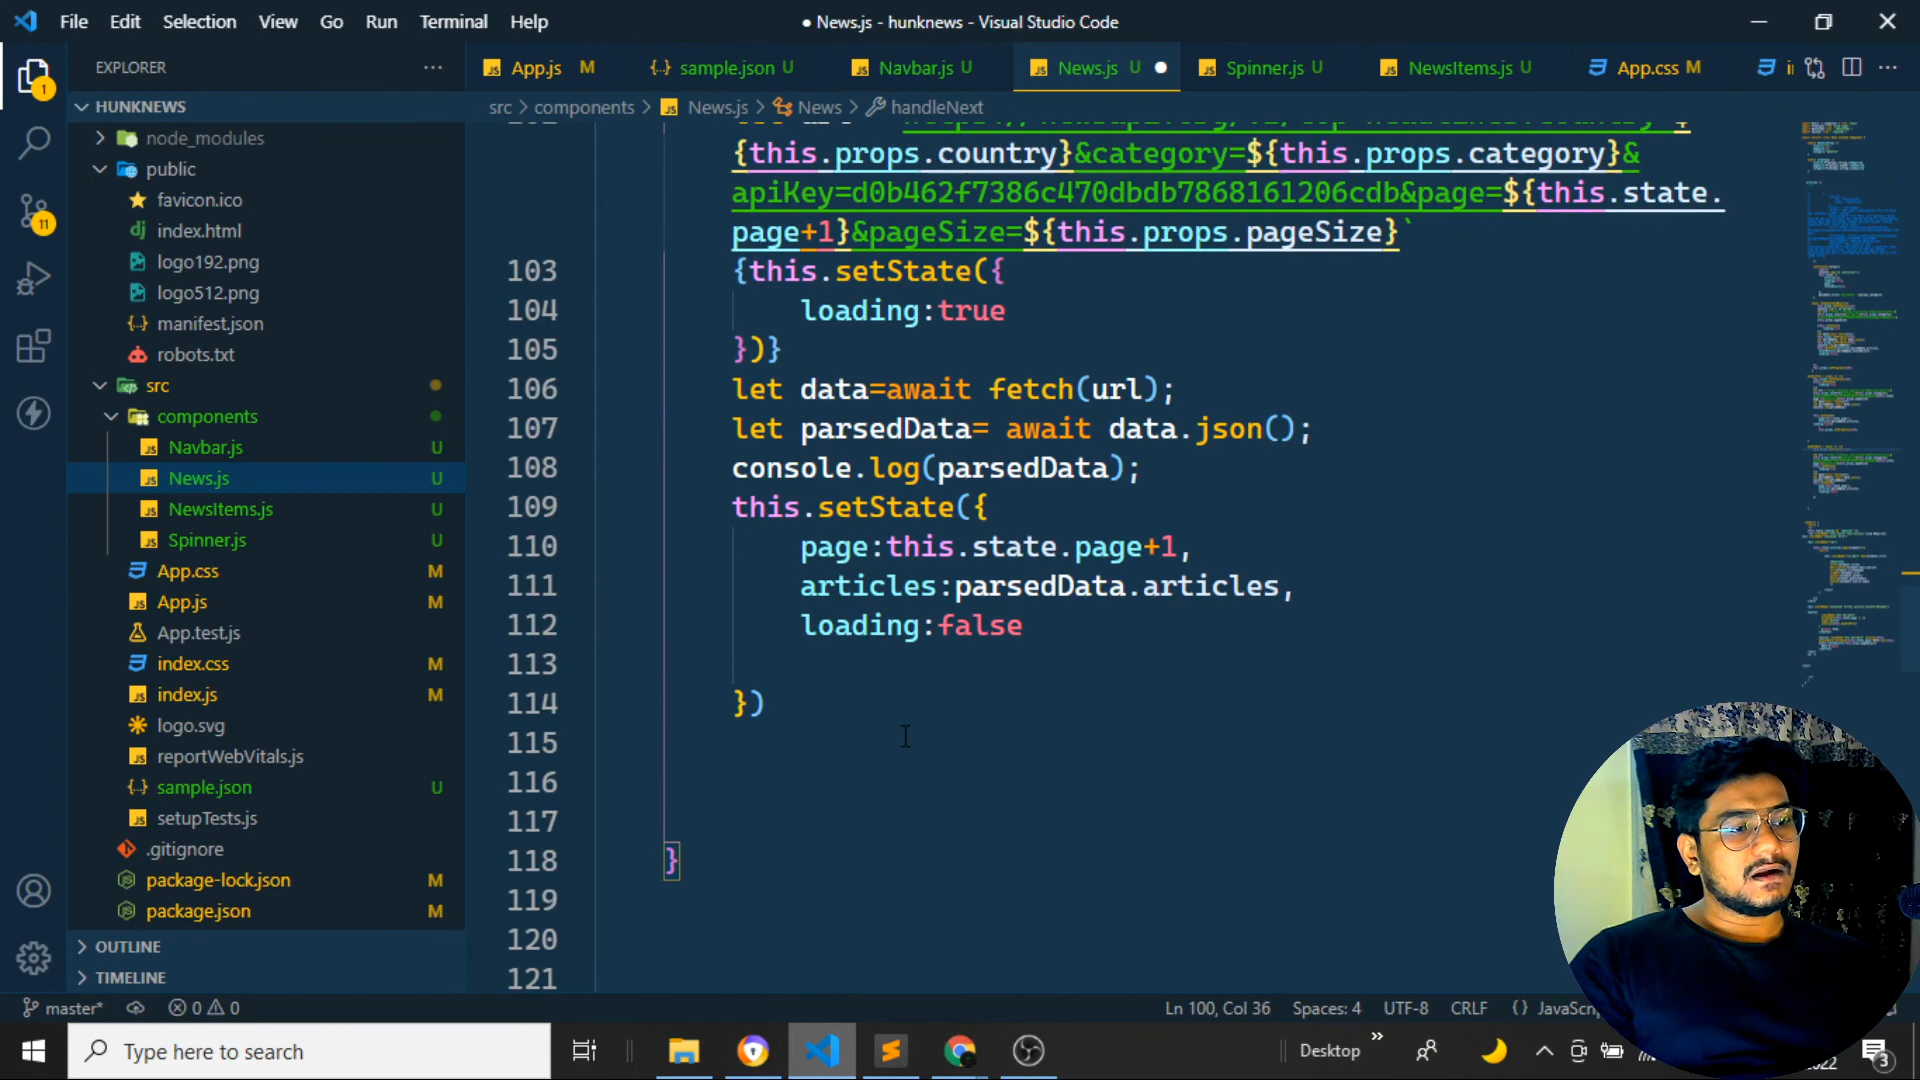 File Edit Selection View Go Run Terminal Help
● News.js - hunknews - Visual Studio Code
EXPLORER
App.js M
sample.json U
Navbar.js U
News.js U
Spinner.js U
NewsItems.js U
App.css M
HUNKNEWS
src > components > News.js > News > handleNext
node_modules
public
favicon.ico
index.html
logo192.png
logo512.png
manifest.json
robots.txt
src
components
Navbar.js U
News.js U
NewsItems.js U
Spinner.js U
App.css M
App.js M
App.test.js
index.css M
index.js M
logo.svg
reportWebVitals.js
sample.json U
setupTests.js
.gitignore
package-lock.json M
package.json M
OUTLINE
TIMELINE
{this.props.country}&category=${this.props.category}&
apiKey=d0b462f7386c470dbdb7868161206cdb&page=${this.state.
page+1}&pageSize=${this.props.pageSize}`
103 {this.setState({
104 loading:true
105 })}
106 let data=await fetch(url);
107 let parsedData= await data.json();
108 console.log(parsedData);
109 this.setState({
110 page:this.state.page+1,
111 articles:parsedData.articles,
112 loading:false
113
114 })
115
116
117
118 }
119
120
121
master* 0 0
Ln 100, Col 36 Spaces: 4 UTF-8 CRLF {}
Type here to search
Desktop
3